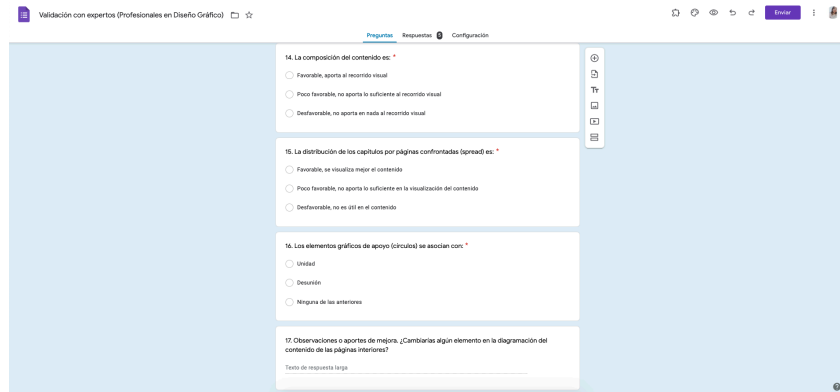 Validación con expertos (Profesionales en Diseño Gráfico)
Enviar
Preguntas Respuestas Configuración
14. La composición del contenido es: *
Favorable, aporta al recorrido visual
Poco favorable, no aporta lo suficiente al recorrido visual
Desfavorable, no aporta en nada al recorrido visual
15. La distribución de los capítulos por páginas confrontadas (spread) es: *
Favorable, se visualiza mejor el contenido
Poco favorable, no aporta lo suficiente en la visualización del contenido
Desfavorable, no es útil en el contenido
16. Los elementos gráficos de apoyo (círculos) se asocian con: *
Unidad
Desunión
Ninguna de las anteriores
17. Observaciones o aportes de mejora. ¿Cambiarías algún elemento en la diagramación del
contenido de las páginas interiores?
Texto de respuesta larga